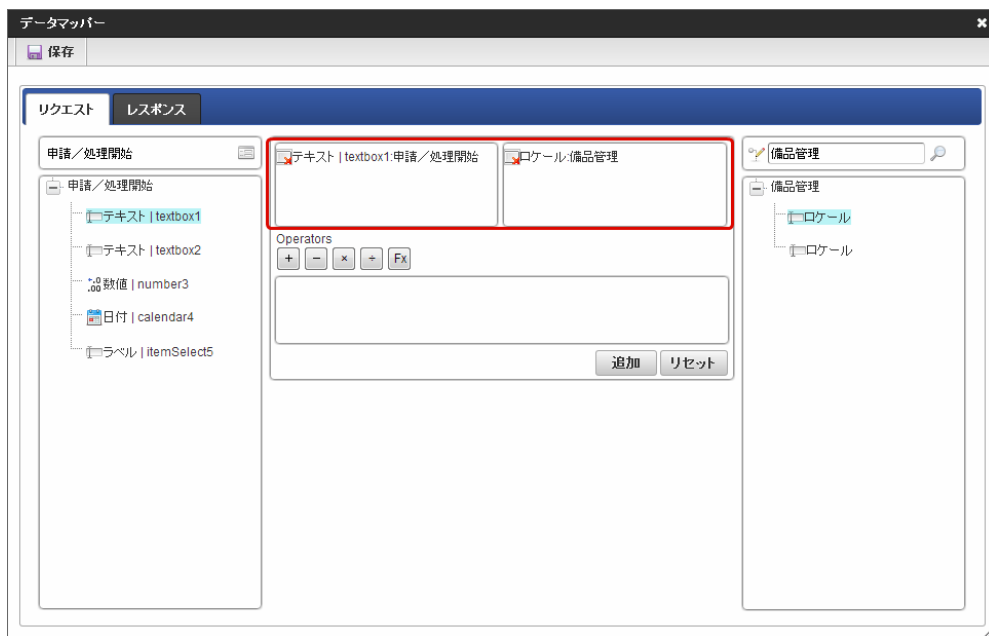 データマッパー
保存
リクエスト
レスポンス
申請／処理開始
申請／処理開始
テキスト | textbox1
テキスト | textbox2
数値 | number3
日付 | calendar4
ラベル | itemSelect5
テキスト | textbox1:申請／処理開始
ロケール:備品管理
Operators
+ − × ÷ Fx
追加 リセット
備品管理
備品管理
ロケール
ロケール